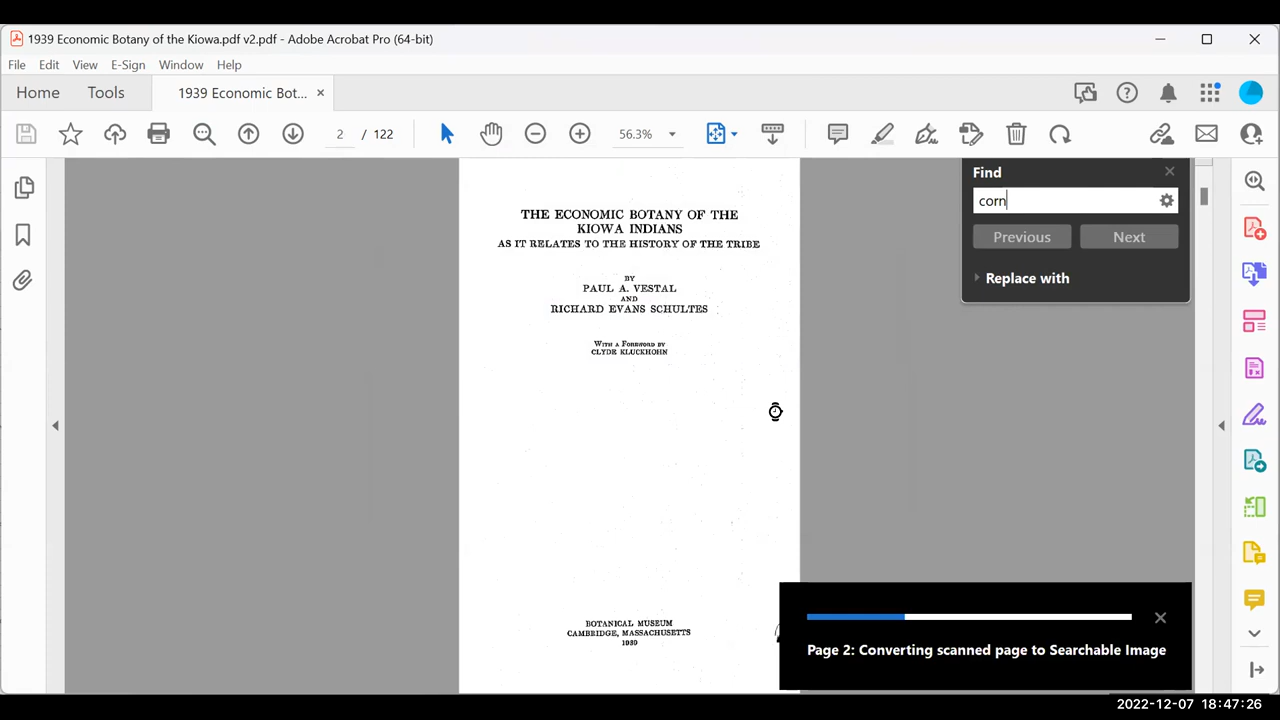 1939 Economic Botany of the Kiowa.pdf v2.pdf - Adobe Acrobat Pro (64-bit)
File Edit View E-Sign Window Help
Home Tools 1939 Economic Bot... ×
2 / 122 56.3%
Find
corn
Previous Next
Replace with
THE ECONOMIC BOTANY OF THE
KIOWA INDIANS
AS IT RELATES TO THE HISTORY OF THE TRIBE
BY
PAUL A. VESTAL
AND
RICHARD EVANS SCHULTES
WITH A FOREWORD BY
CLYDE KLUCKHOHN
BOTANICAL MUSEUM
CAMBRIDGE, MASSACHUSETTS
1939
Page 2: Converting scanned page to Searchable Image
2022-12-07 18:47:26